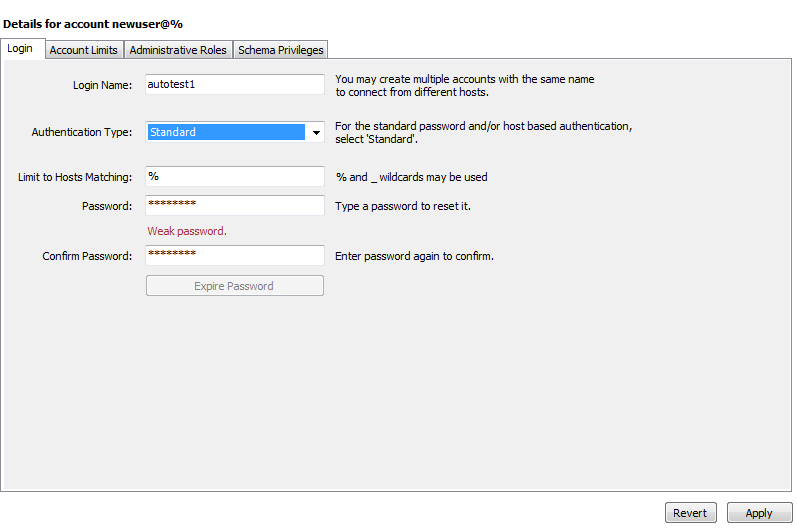 Details for account newuser@%
Login Account Limits Administrative Roles Schema Privileges
Login Name: autotest1 You may create multiple accounts with the same name
to connect from different hosts.
Authentication Type: Standard For the standard password and/or host based authentication,
select 'Standard'.
Limit to Hosts Matching: % % and _ wildcards may be used
Password: ******** Type a password to reset it.
Weak password.
Confirm Password: ******** Enter password again to confirm.
Expire Password
Revert Apply